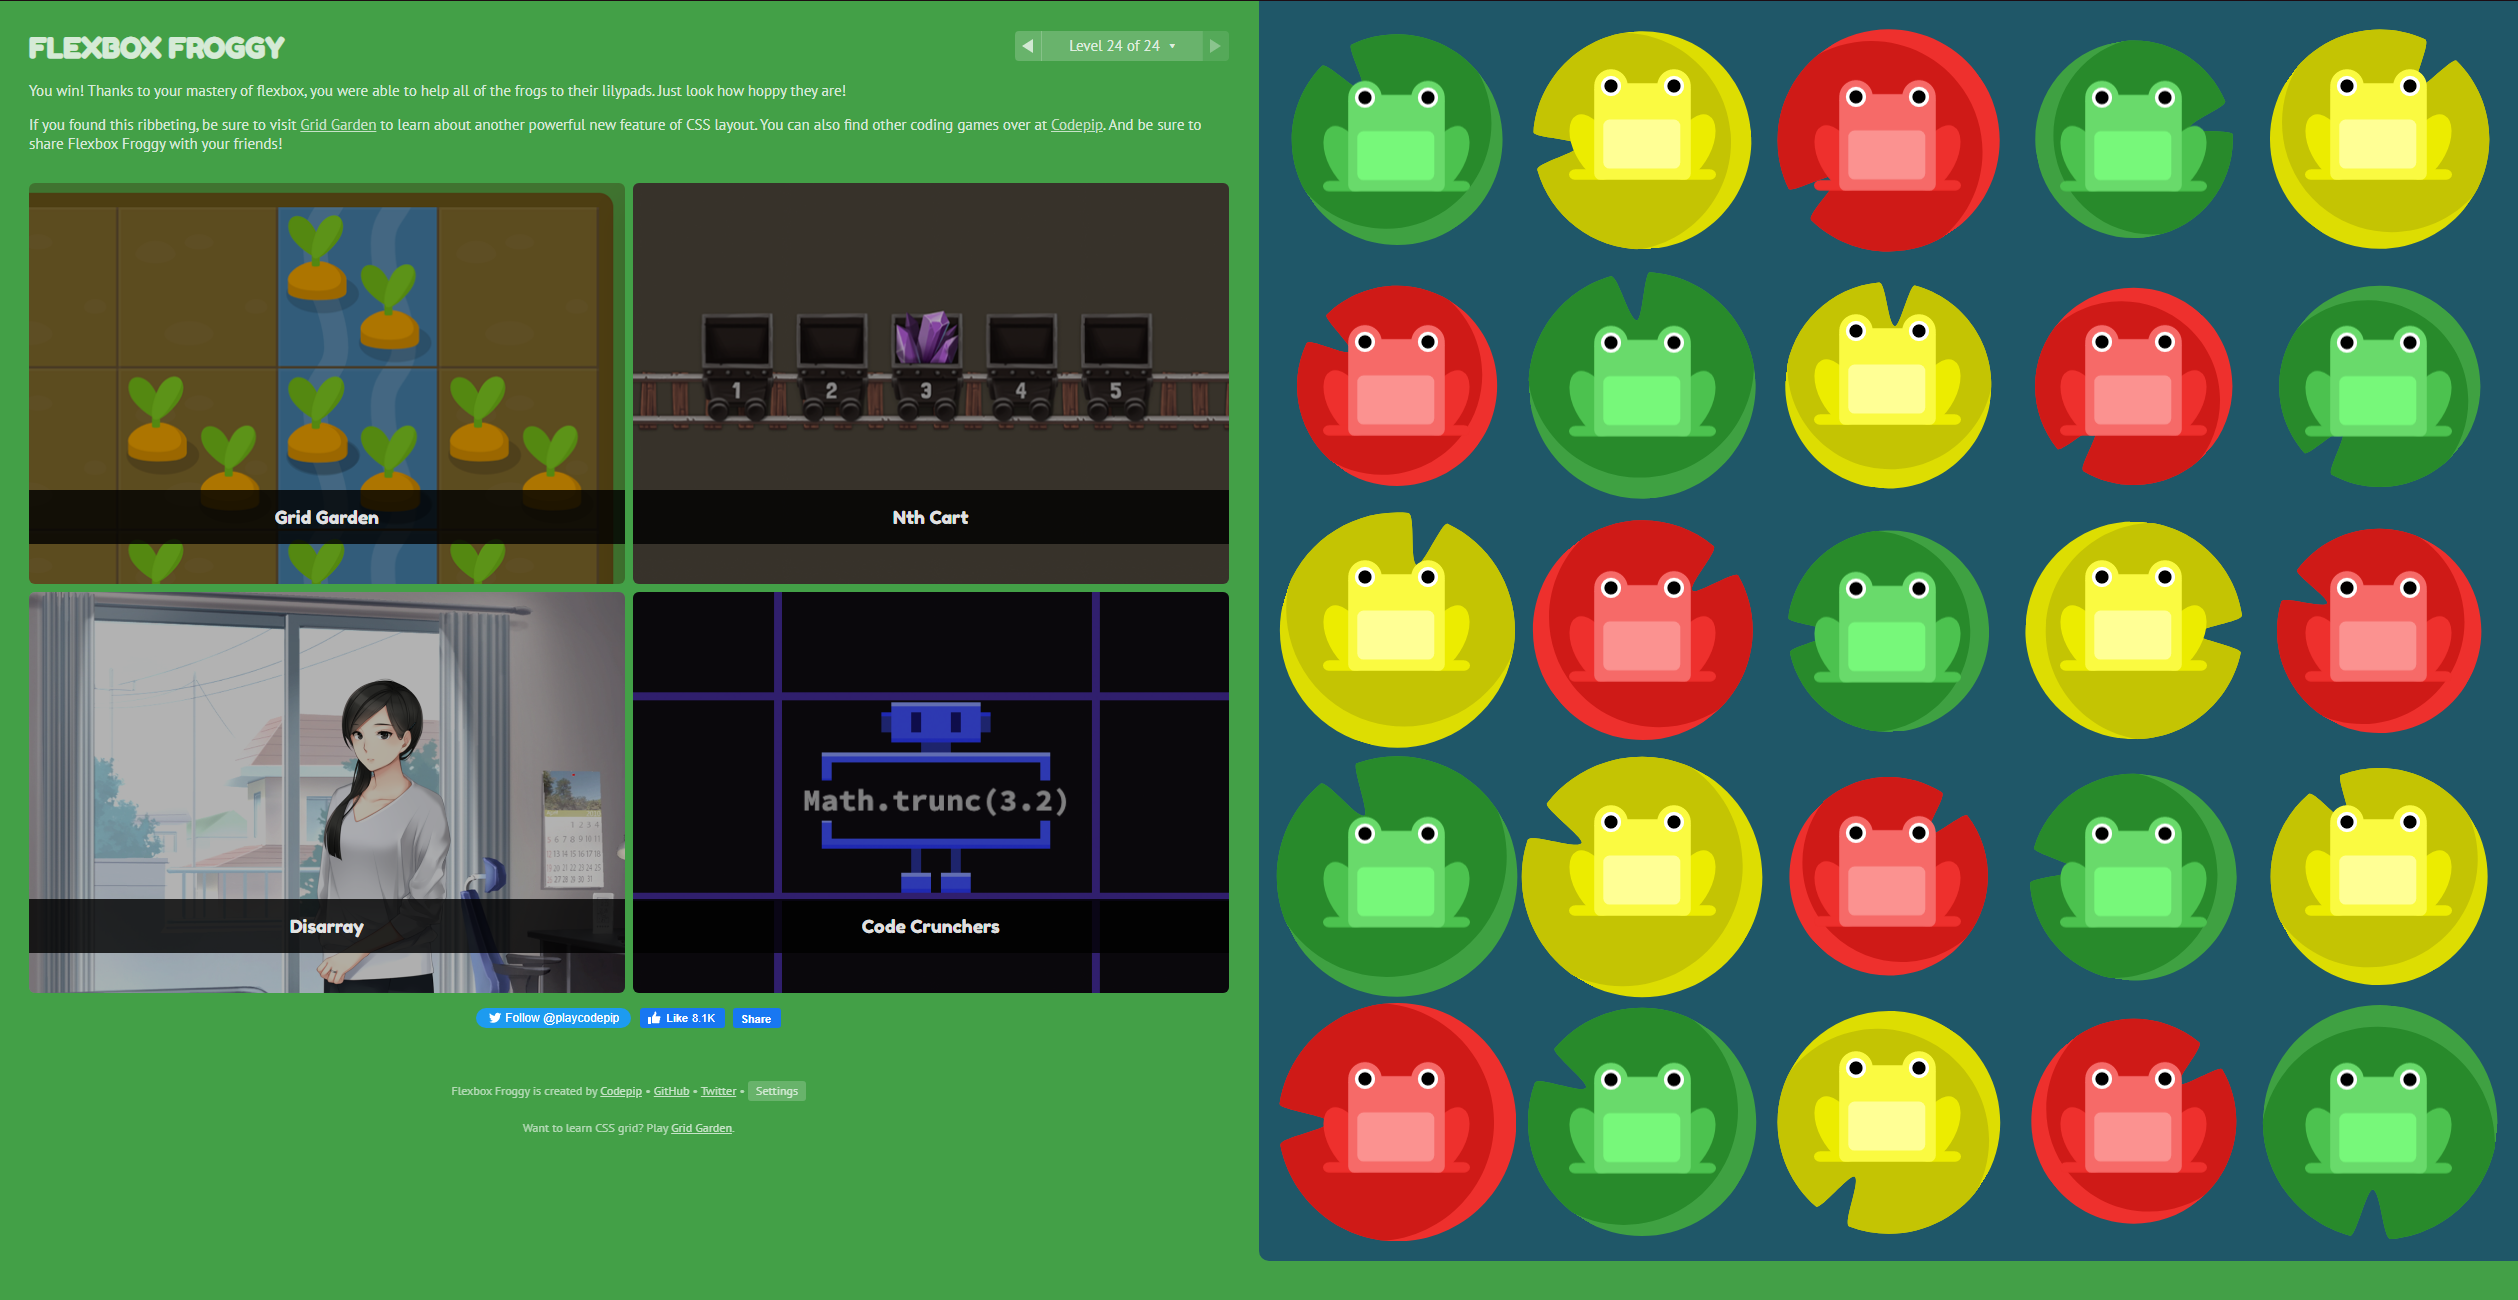 FLEXBOX FROGGY
Level 24 of 24
You win! Thanks to your mastery of flexbox, you were able to help all of the frogs to their lilypads. Just look how hoppy they are!
If you found this ribbeting, be sure to visit Grid Garden to learn about another powerful new feature of CSS layout. You can also find other coding games over at Codepip. And be sure to
share Flexbox Froggy with your friends!
1 2 3 4 5
Grid Garden
Nth Cart
Math.trunc(3.2)
Disarray
Code Crunchers
Follow @playcodepip
Like 8.1K
Share
Flexbox Froggy is created by Codepip • GitHub • Twitter • Settings
Want to learn CSS grid? Play Grid Garden.